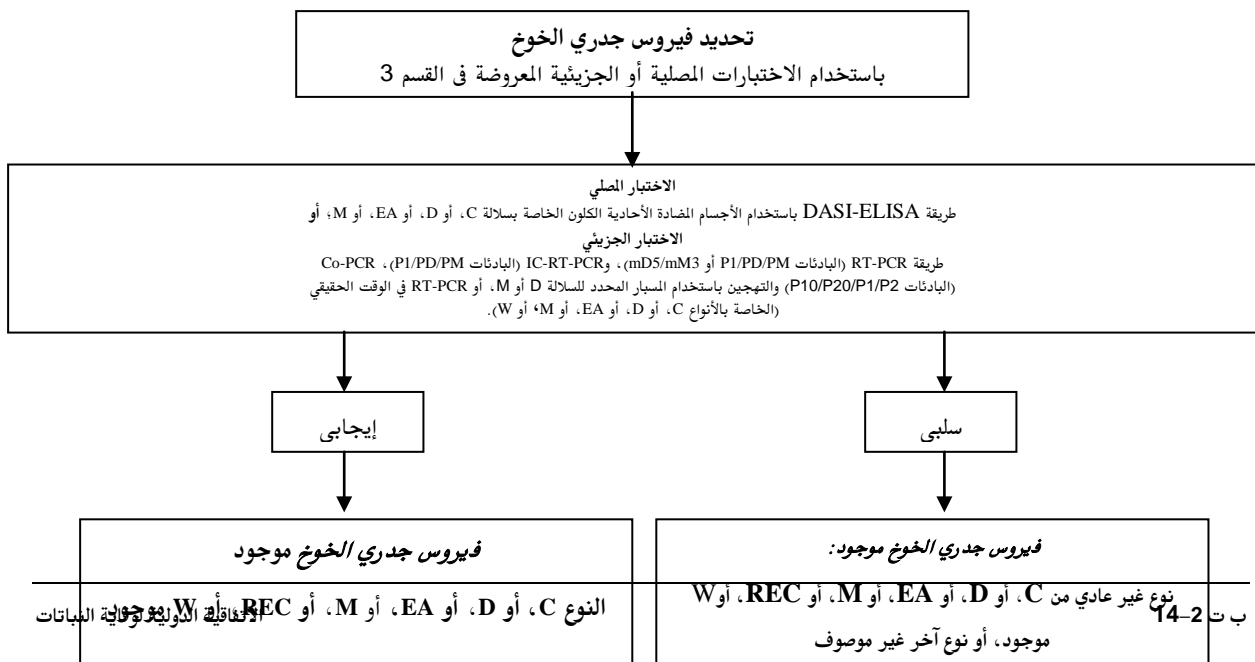 تحديد فيروس جدري الخوخ
باستخدام الاختبارات المصلية أو الجزيئية المعروضة فى القسم 3
الاختبار المصلي
طريقة DASI-ELISA باستخدام الأجسام المضادة الأحادية الكلون الخاصة بسلالة C، أو D، أو EA، أو M؛ أو
الاختبار الجزيئي
طريقة RT-PCR (البادئات P1/PD/PM أو mD5/mM3)، وIC-RT-PCR (البادئات P1/PD/PM)، Co-PCR
(البادئات P10/P20/P1/P2) والتهجين باستخدام المسبار المحدد للسلالة D أو M، أو RT-PCR في الوقت الحقيقي
(الخاصة بالأنواع C، أو D، أو EA، أو M، أو W).
سلبى
إيجابى
فيروس جدري الخوخ موجود:
نوع غير عادي من C، أو D، أو EA، أو M، أو REC، أوW
موجود، أو نوع آخر غير موصوف
فيروس جدري الخوخ موجود
النوع C، أو D، أو EA، أو M، أو REC، أو W موجود
ب ت 2–14
الاتفاقية الدولية لوقاية النباتات